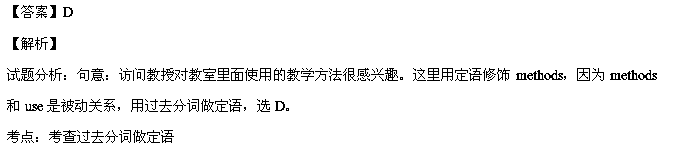 【答案】D
【解析】
试题分析：句意：访问教授对教室里面使用的教学方法很感兴趣。这里用定语修饰 methods，因为 methods
和 use 是被动关系，用过去分词做定语，选 D。
考点：考查过去分词做定语